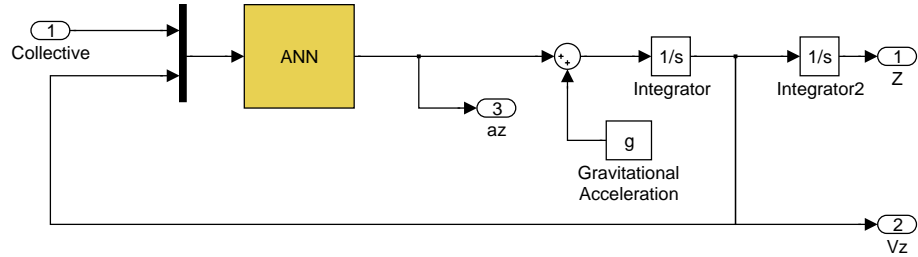 1
Collective
ANN
3
az
+
+
g
Gravitational
Acceleration
1/s
Integrator
1/s
Integrator2
1
Z
2
Vz